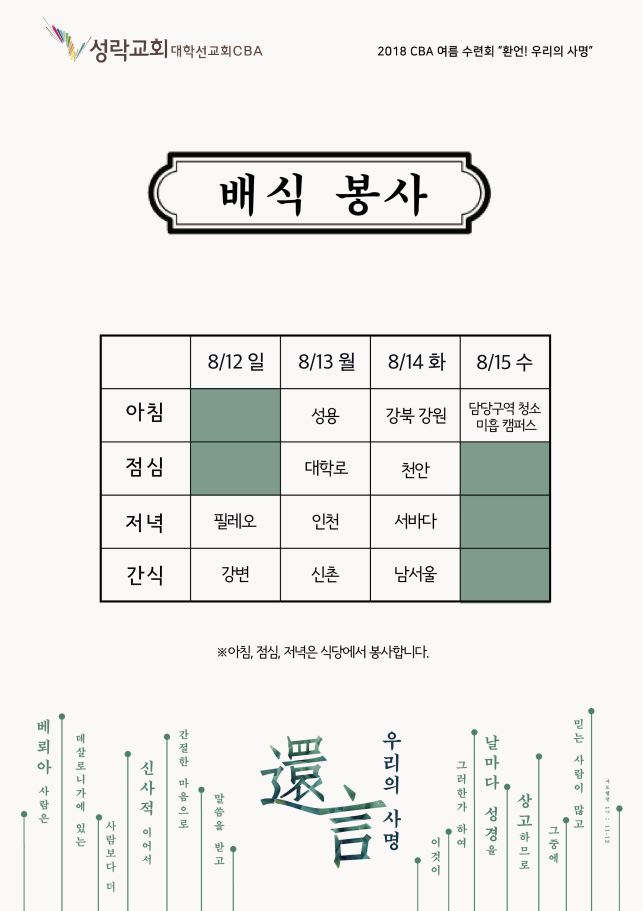 성락교회 대학선교회CBA
2018 CBA 여름 수련회 “환언! 우리의 사명”
배식 봉사
8/12 일 8/13 월 8/14 화 8/15 수
아침 성용 강북 강원 담당구역 청소
미흡 캠퍼스
점심 대학로 천안
저녁 필레오 인천 서바다
간식 강변 신촌 남서울
※아침, 점심, 저녁은 식당에서 봉사합니다.
베뢰아 사람은
데살로니가에 있는
사람보다 더
신사적 이어서
간절한 마음으로
말씀을 받고
還言
우리의 사명
이것이
그러한가 하여
날마다 성경을
상고하므로
그중에
믿는 사람이 많고
사도행전 17 : 11-12